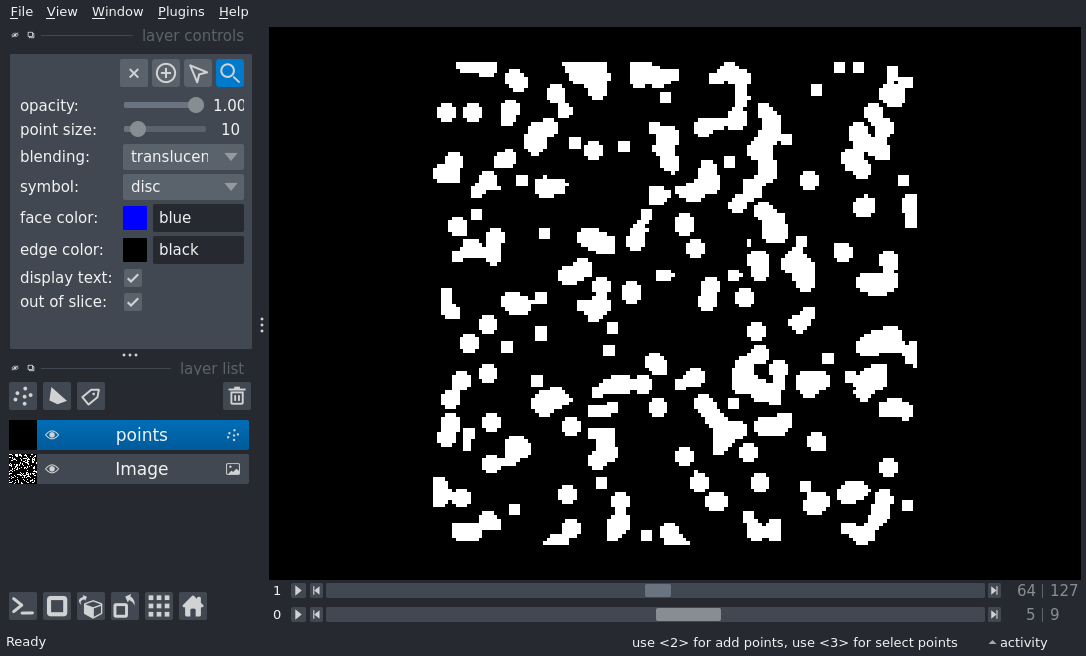 File View Window Plugins Help
layer controls
opacity: 1.00
point size: 10
blending: translucen
symbol: disc
face color: blue
edge color: black
display text:
out of slice:
layer list
points
Image
1 64 127
0 5 9
Ready use <2> for add points, use <3> for select points activity